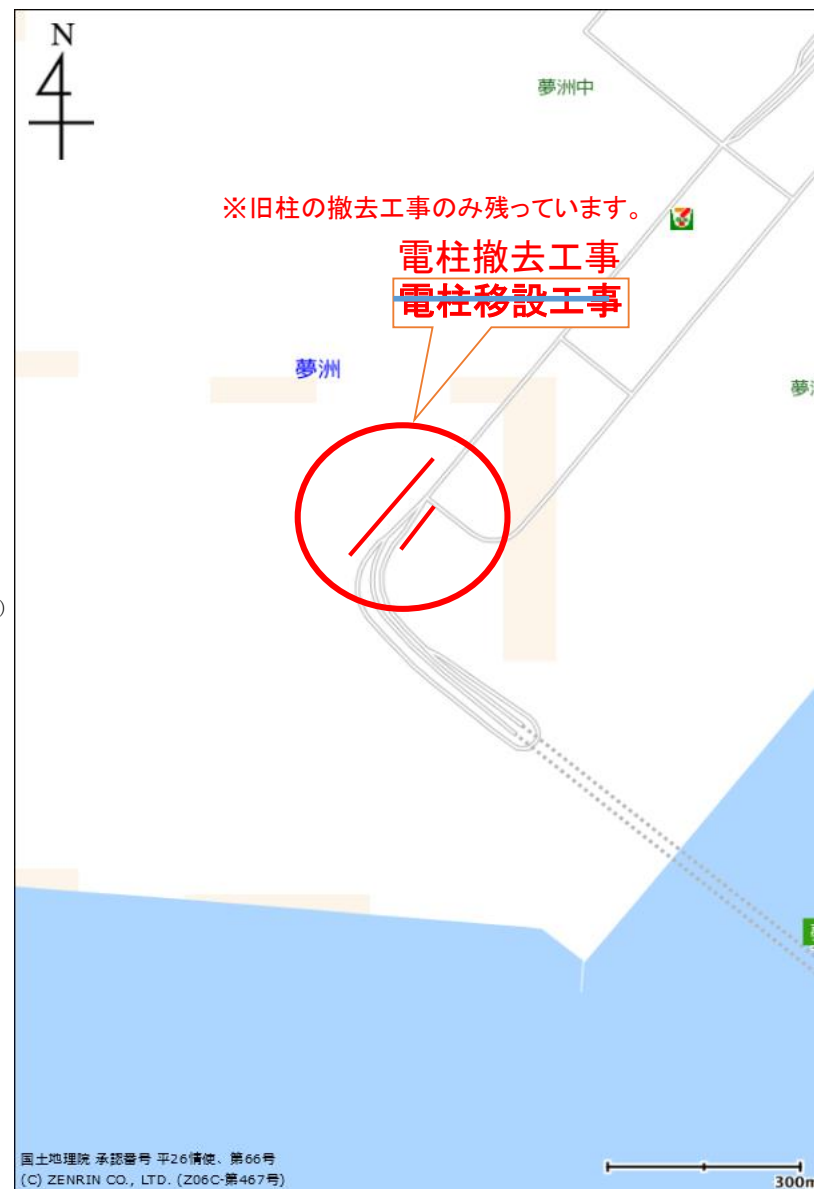 N
夢洲中
※旧柱の撤去工事のみ残っています。
電柱撤去工事
電柱移設工事
夢洲
夢
)
国土地理院 承認番号 平26情使、第66号
(C) ZENRIN CO., LTD. (Z06C-第467号)
300m